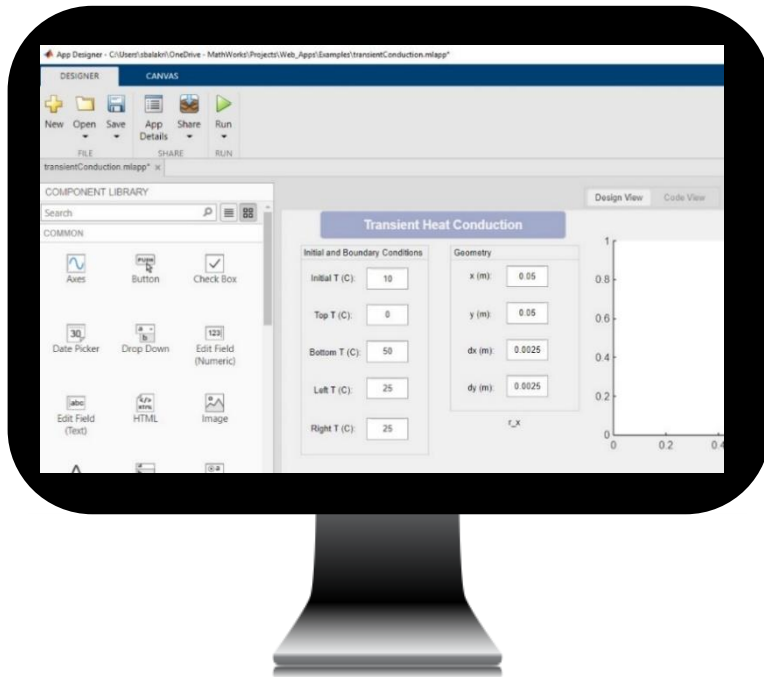 App Designer - C:\Users\sbalakri\OneDrive - MathWorks\Projects\Web_Apps\Examples\transientConduction.mlapp*
DESIGNER CANVAS
New Open Save App Details Share Run
FILE SHARE RUN
transientConduction.mlapp* ×
COMPONENT LIBRARY
Search
Design View Code View
COMMON
Transient Heat Conduction
Axes
PUSH
Button
Check Box
30
Date Picker
a
b
Drop Down
123
Edit Field
(Numeric)
abc
Edit Field
(Text)
</>
HTML
Image
Initial and Boundary Conditions
Initial T (C): 10
Top T (C): 0
Bottom T (C): 50
Left T (C): 25
Right T (C): 25
Geometry
x (m): 0.05
y (m): 0.05
dx (m): 0.0025
dy (m): 0.0025
r_x
1
0.8
0.6
0.4
0.2
0
0 0.2 0.4